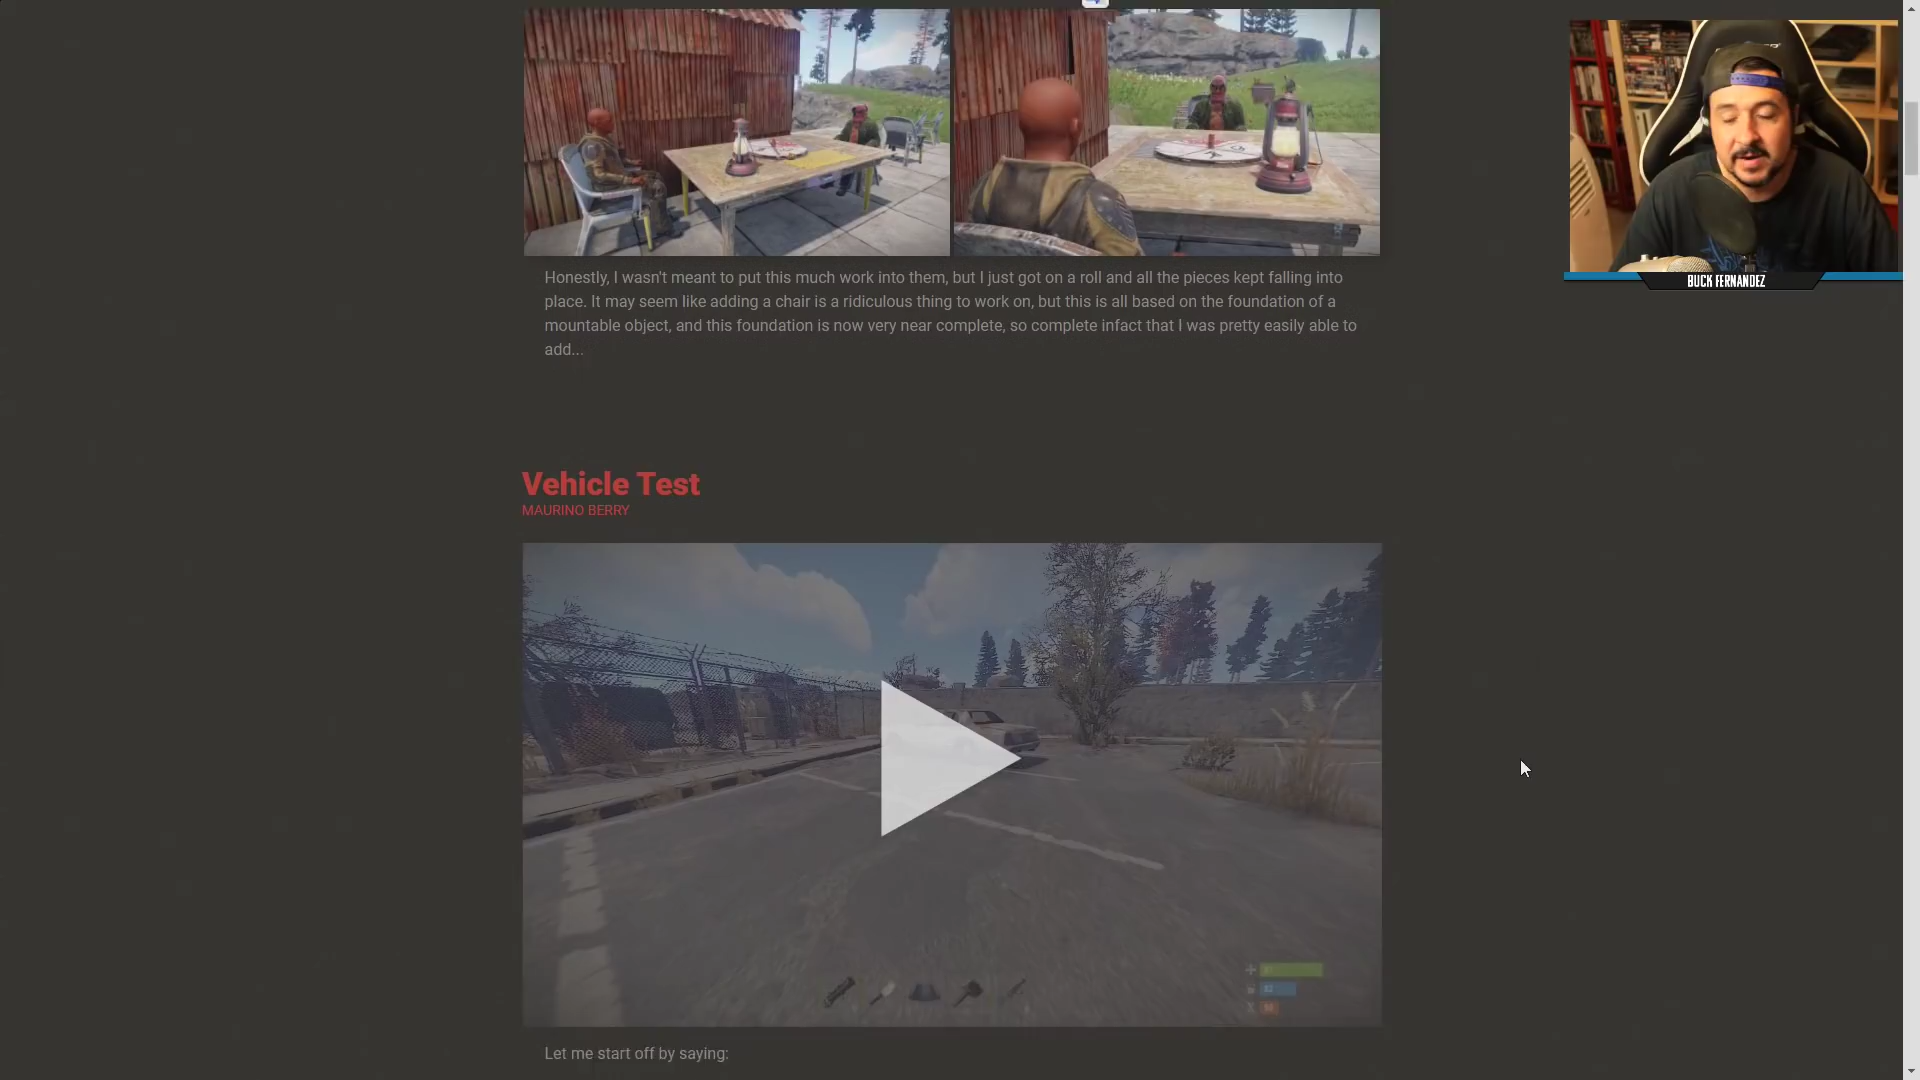 BUCK FERNANDEZ
Honestly, I wasn't meant to put this much work into them, but I just got on a roll and all the pieces kept falling into
place. It may seem like adding a chair is a ridiculous thing to work on, but this is all based on the foundation of a
mountable object, and this foundation is now very near complete, so complete infact that I was pretty easily able to
add...
Vehicle Test
MAURINO BERRY
82
Let me start off by saying: